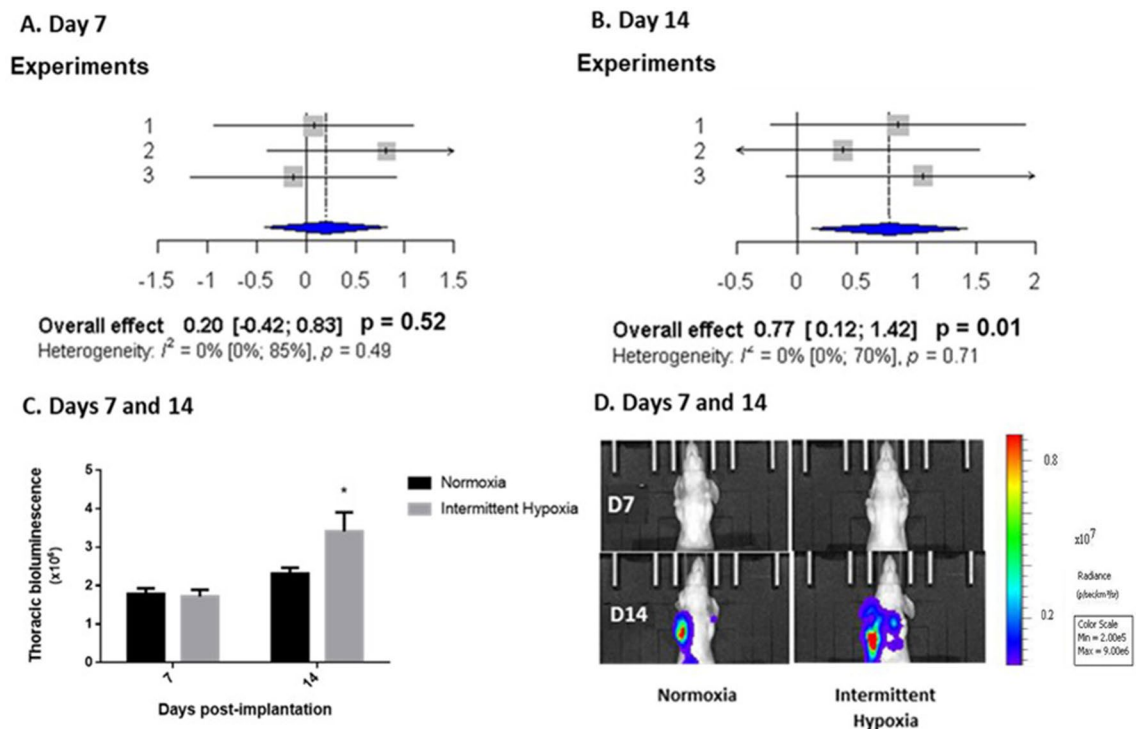 A. Day 7
Experiments
1
2
3
-1.5 -1 -0.5 0 0.5 1 1.5
Overall effect 0.20 [-0.42; 0.83] p = 0.52
Heterogeneity: I² = 0% [0%; 85%], p = 0.49
B. Day 14
Experiments
1
2
3
-0.5 0 0.5 1 1.5 2
Overall effect 0.77 [ 0.12; 1.42] p = 0.01
Heterogeneity: I² = 0% [0%; 70%], p = 0.71
C. Days 7 and 14
Thoracic bioluminescence
(x10⁶)
5
4
3
2
1
0
*
Normoxia
Intermittent Hypoxia
7 14
Days post-implantation
D. Days 7 and 14
D7
D14
Normoxia
Intermittent
Hypoxia
0.8
x10⁷
Radiance
(p/sec/cm²/sr)
0.2
Color Scale
Min = 2.00e5
Max = 9.00e6